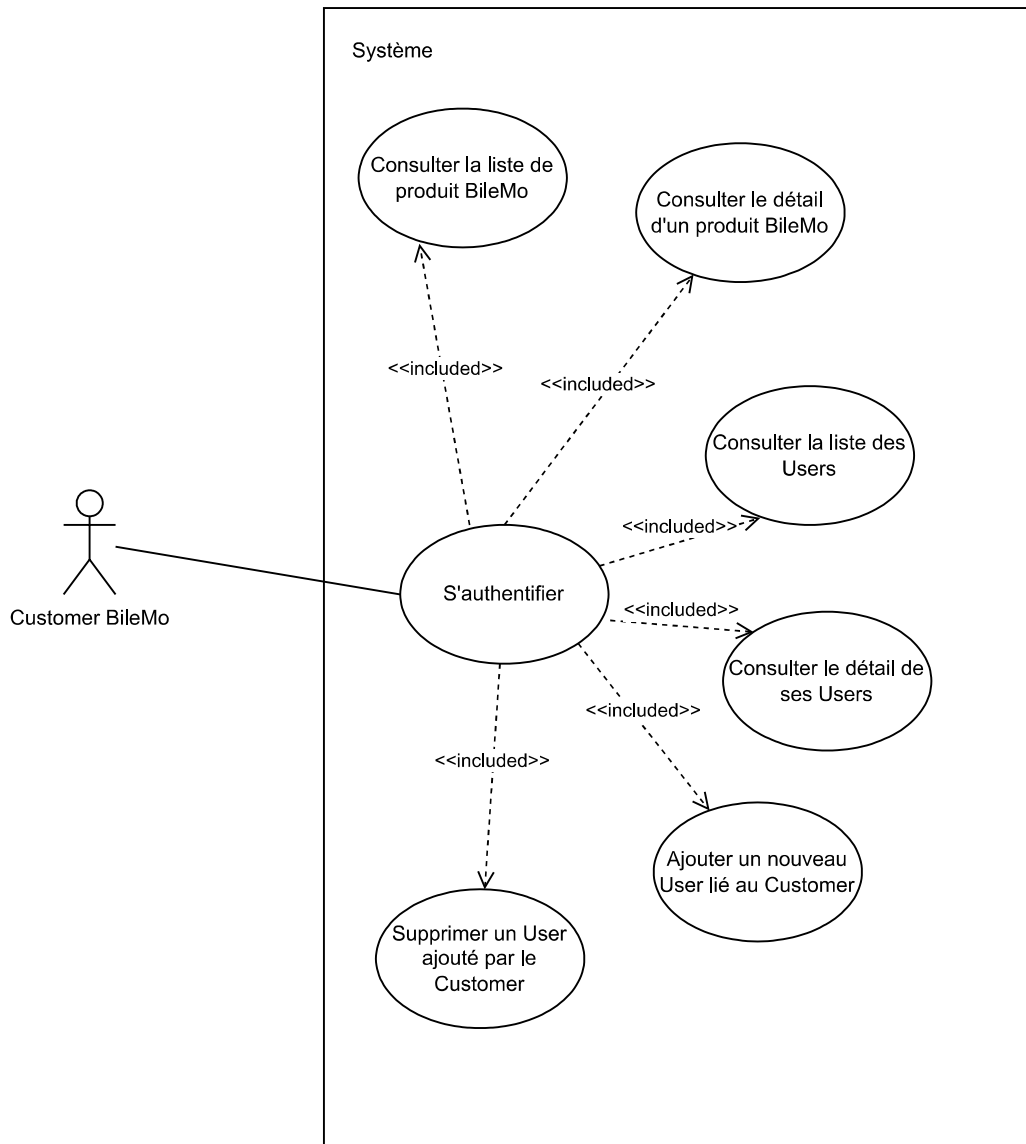 Système
Consulter la liste de
produit BileMo
Consulter le détail
d'un produit BileMo
<<included>>
<<included>>
Consulter la liste des
Users
<<included>>
Customer BileMo
S'authentifier
<<included>>
Consulter le détail de
ses Users
<<included>>
<<included>>
Ajouter un nouveau
User lié au Customer
Supprimer un User
ajouté par le
Customer